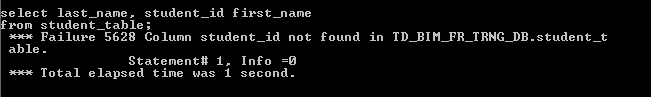 select last_name, student_id first_name
from student_table;
*** Failure 5628 Column student_id not found in TD_BIM_FR_TRNG_DB.student_t
able.
Statement# 1, Info =0
*** Total elapsed time was 1 second.